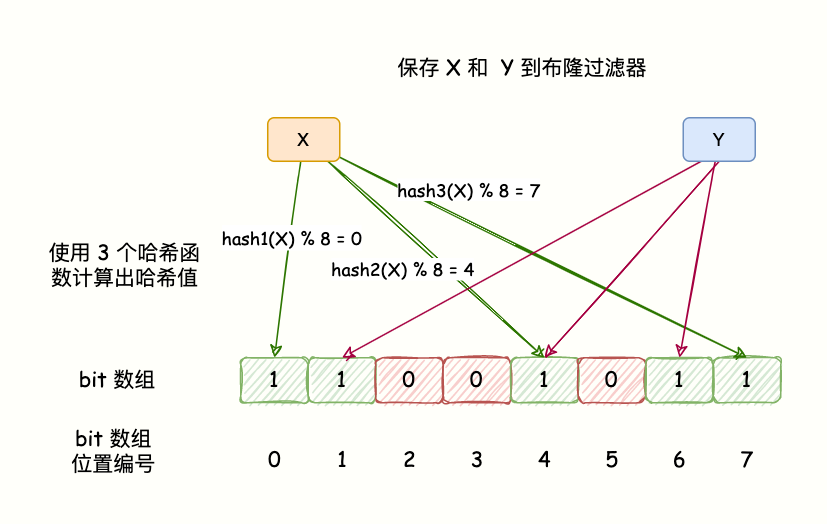 保存 X 和 Y 到布隆过滤器
X
Y
hash3(X) % 8 = 7
hash1(X) % 8 = 0
使用 3 个哈希函
数计算出哈希值
hash2(X) % 8 = 4
bit 数组
1 1 0 0 1 0 1 1
bit 数组
位置编号
0 1 2 3 4 5 6 7